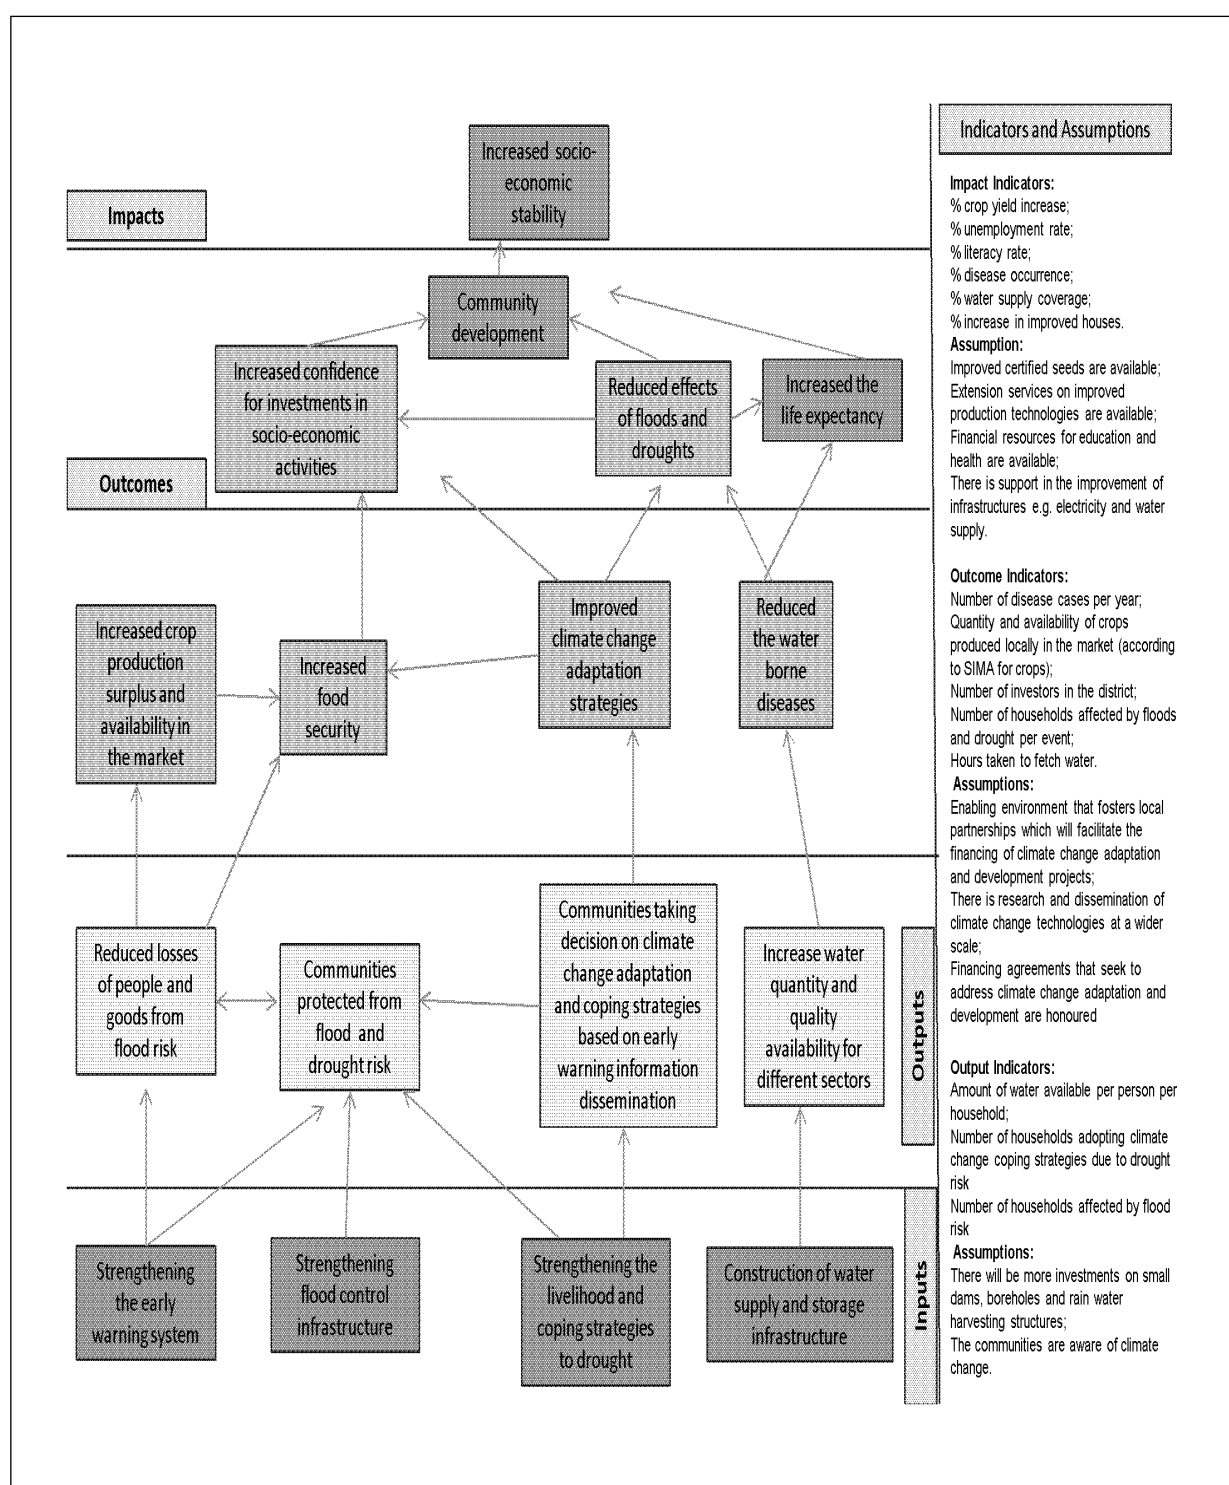 Increased socio-
economic
stability
Impacts
Community
development
Increased confidence
for investments in
socio-economic
activities
Reduced effects
of floods and
droughts
Increased the
life expectancy
Outcomes
Increased crop
production
surplus and
availability in
the market
Increased
food
security
Improved
climate change
adaptation
strategies
Reduced
the water
borne
diseases
Reduced losses
of people and
goods from
flood risk
Communities
protected from
flood and
drought risk
Communities taking
decision on climate
change adaptation
and coping strategies
based on early
warning information
dissemination
Increase water
quantity and
quality
availability for
different sectors
Outputs
Strengthening
the early
warning system
Strengthening
flood control
infrastructure
Strengthening the
livelihood and
coping strategies
to drought
Construction of water
supply and storage
infrastructure
Inputs
Indicators and Assumptions
Impact Indicators:
% crop yield increase;
% unemployment rate;
% literacy rate;
% disease occurrence;
% water supply coverage;
% increase in improved houses.
Assumption:
Improved certified seeds are available;
Extension services on improved
production technologies are available;
Financial resources for education and
health are available;
There is support in the improvement of
infrastructures e.g. electricity and water
supply.
Outcome Indicators:
Number of disease cases per year;
Quantity and availability of crops
produced locally in the market (according
to SIMA for crops);
Number of investors in the district;
Number of households affected by floods
and drought per event;
Hours taken to fetch water.
Assumptions:
Enabling environment that fosters local
partnerships which will facilitate the
financing of climate change adaptation
and development projects;
There is research and dissemination of
climate change technologies at a wider
scale;
Financing agreements that seek to
address climate change adaptation and
development are honoured
Output Indicators:
Amount of water available per person per
household;
Number of households adopting climate
change coping strategies due to drought
risk
Number of households affected by flood
risk
Assumptions:
There will be more investments on small
dams, boreholes and rain water
harvesting structures;
The communities are aware of climate
change.